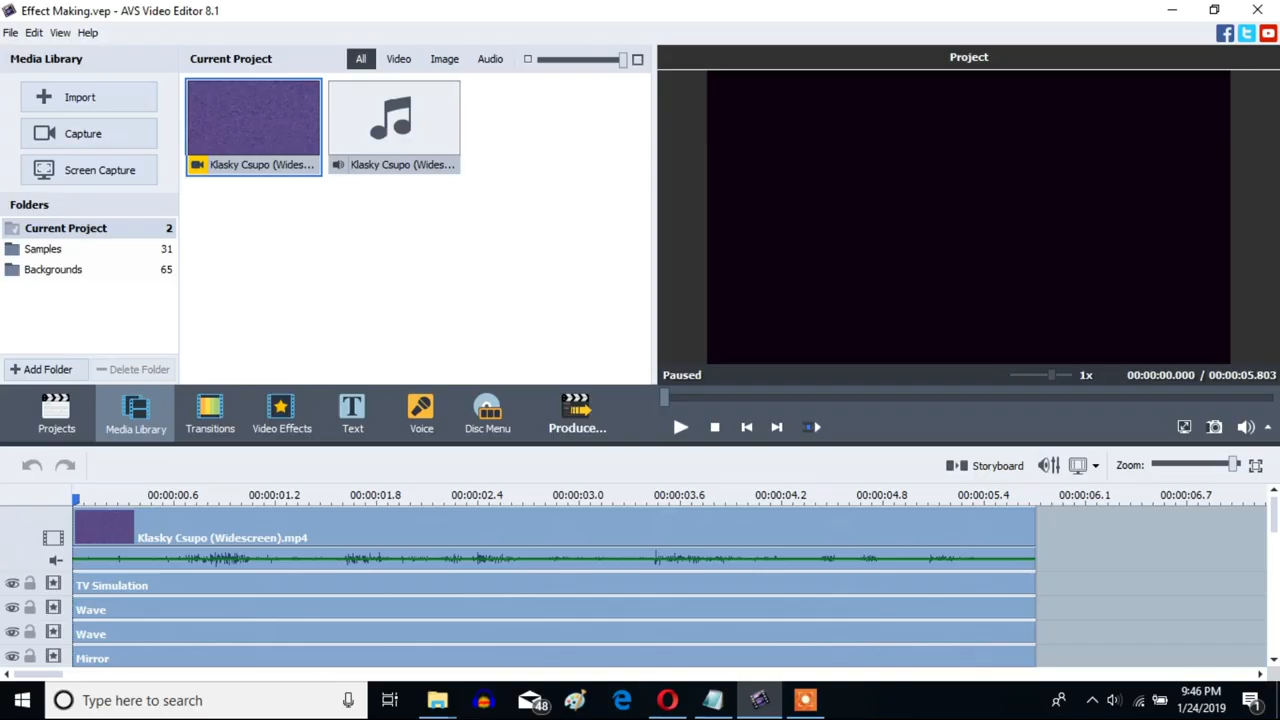 Effect Making.vep - AVS Video Editor 8.1
File Edit View Help
Media Library
Current Project
All Video Image Audio
Project
Import
Capture
Screen Capture
Klasky Csupo (Wides...
Klasky Csupo (Wides...
Folders
Current Project 2
Samples 31
Backgrounds 65
Add Folder
Delete Folder
Paused
1x
00:00:00.000 / 00:00:05.803
Projects
Media Library
Transitions
Video Effects
Text
Voice
Disc Menu
Produce...
Storyboard
Zoom:
00:00:00.6 00:00:01.2 00:00:01.8 00:00:02.4 00:00:03.0 00:00:03.6 00:00:04.2 00:00:04.8 00:00:05.4 00:00:06.1 00:00:06.7
Klasky Csupo (Widescreen).mp4
TV Simulation
Wave
Wave
Mirror
Type here to search
48
9:46 PM
1/24/2019
1